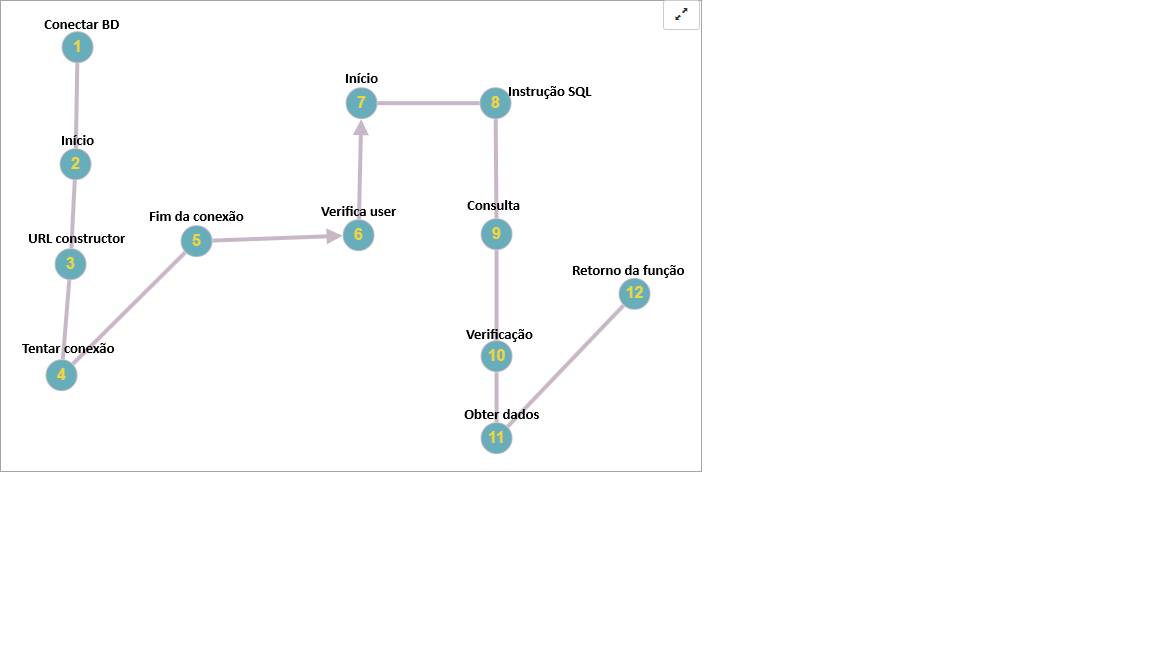 Conectar BD
1
Início
2
URL constructor
3
Tentar conexão
4
Fim da conexão
5
Verifica user
6
Início
7
8
Instrução SQL
Consulta
9
Verificação
10
Obter dados
11
Retorno da função
12